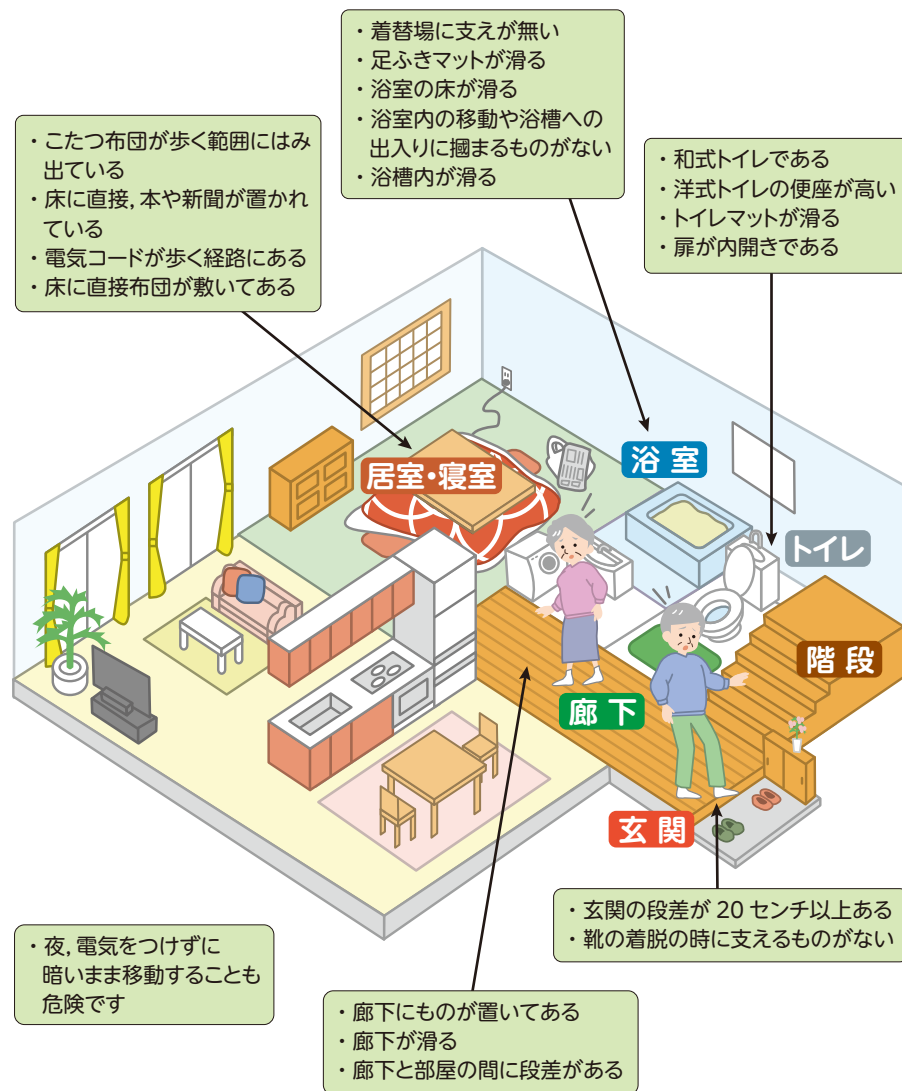 ・着替場に支えが無い
・足ふきマットが滑る
・浴室の床が滑る
・浴室内の移動や浴槽への
出入りに摑まるものがない
・浴槽内が滑る
・こたつ布団が歩く範囲にはみ
出ている
・床に直接,本や新聞が置かれ
ている
・電気コードが歩く経路にある
・床に直接布団が敷いてある
・和式トイレである
・洋式トイレの便座が高い
・トイレマットが滑る
・扉が内開きである
浴室
居室・寝室
トイレ
階段
廊下
玄関
・玄関の段差が 20 センチ以上ある
・靴の着脱の時に支えるものがない
・夜,電気をつけずに
暗いまま移動することも
危険です
・廊下にものが置いてある
・廊下が滑る
・廊下と部屋の間に段差がある